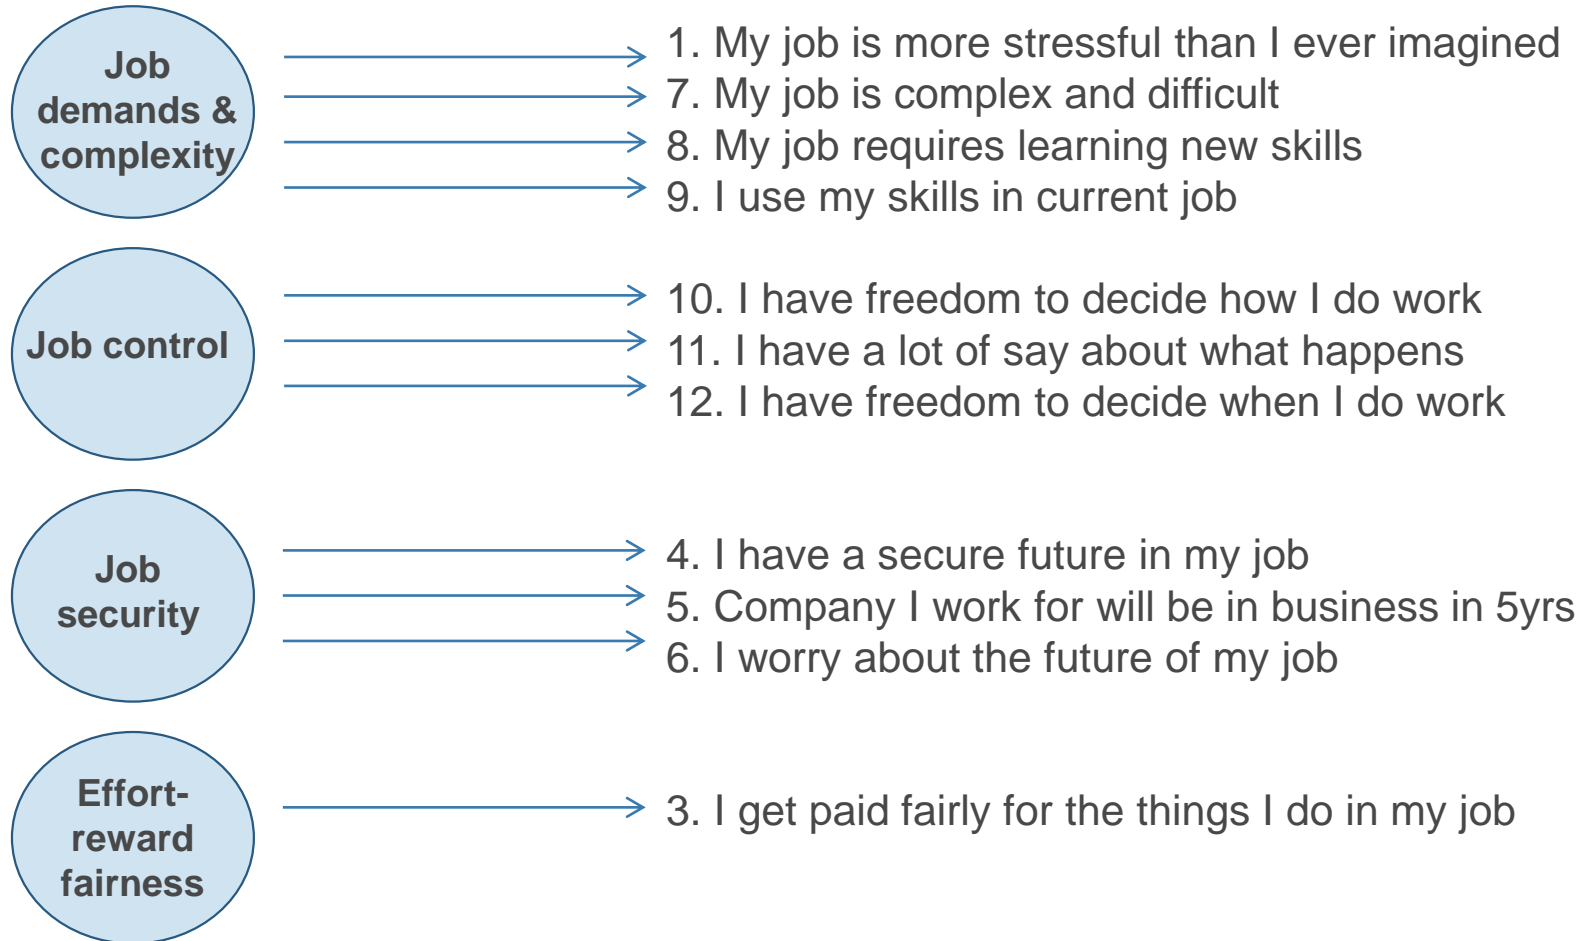 Job
demands &
complexity
1. My job is more stressful than I ever imagined
7. My job is complex and difficult
8. My job requires learning new skills
9. I use my skills in current job
Job control
10. I have freedom to decide how I do work
11. I have a lot of say about what happens
12. I have freedom to decide when I do work
Job
security
4. I have a secure future in my job
5. Company I work for will be in business in 5yrs
6. I worry about the future of my job
Effort-
reward
fairness
3. I get paid fairly for the things I do in my job